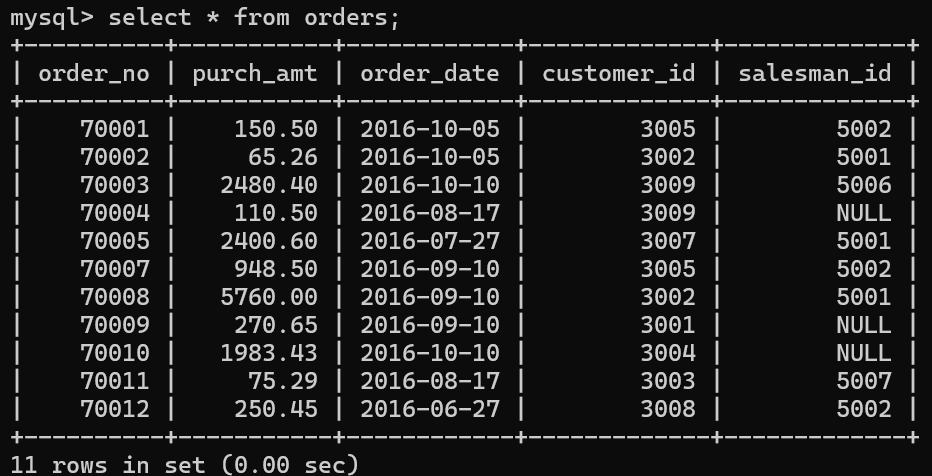 mysql> select * from orders;
+-----------+------------+------------+-------------+-------------+
| order_no | purch_amt | order_date | customer_id | salesman_id |
+-----------+------------+------------+-------------+-------------+
| 70001 | 150.50 | 2016-10-05 | 3005 | 5002 |
| 70002 | 65.26 | 2016-10-05 | 3002 | 5001 |
| 70003 | 2480.40 | 2016-10-10 | 3009 | 5006 |
| 70004 | 110.50 | 2016-08-17 | 3009 | NULL |
| 70005 | 2400.60 | 2016-07-27 | 3007 | 5001 |
| 70007 | 948.50 | 2016-09-10 | 3005 | 5002 |
| 70008 | 5760.00 | 2016-09-10 | 3002 | 5001 |
| 70009 | 270.65 | 2016-09-10 | 3001 | NULL |
| 70010 | 1983.43 | 2016-10-10 | 3004 | NULL |
| 70011 | 75.29 | 2016-08-17 | 3003 | 5007 |
| 70012 | 250.45 | 2016-06-27 | 3008 | 5002 |
+-----------+------------+------------+-------------+-------------+
11 rows in set (0.00 sec)